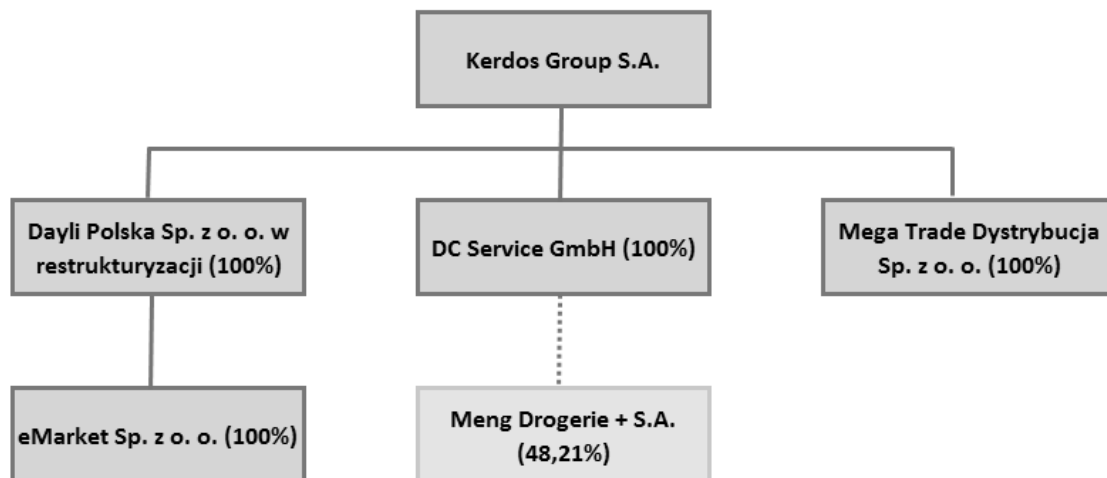 Kerdos Group S.A.
Dayli Polska Sp. z o. o. w
restrukturyzacji (100%)
DC Service GmbH (100%)
Mega Trade Dystrybucja
Sp. z o. o. (100%)
eMarket Sp. z o. o. (100%)
Meng Drogerie + S.A.
(48,21%)